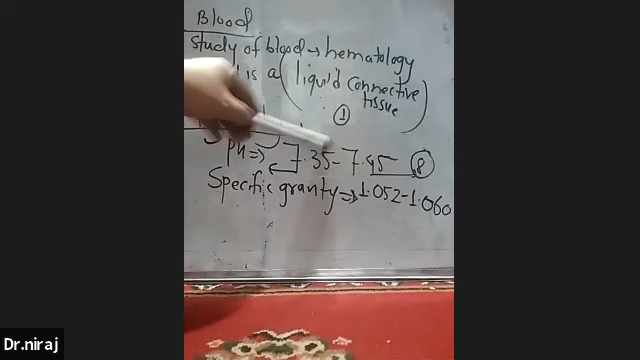 Blood
Study of blood → hematology
is a (liquid connective
tissue)
①
PH => 7.35-7.45 ⑧
Specific granty => 1.052-1.060
Dr.niraj